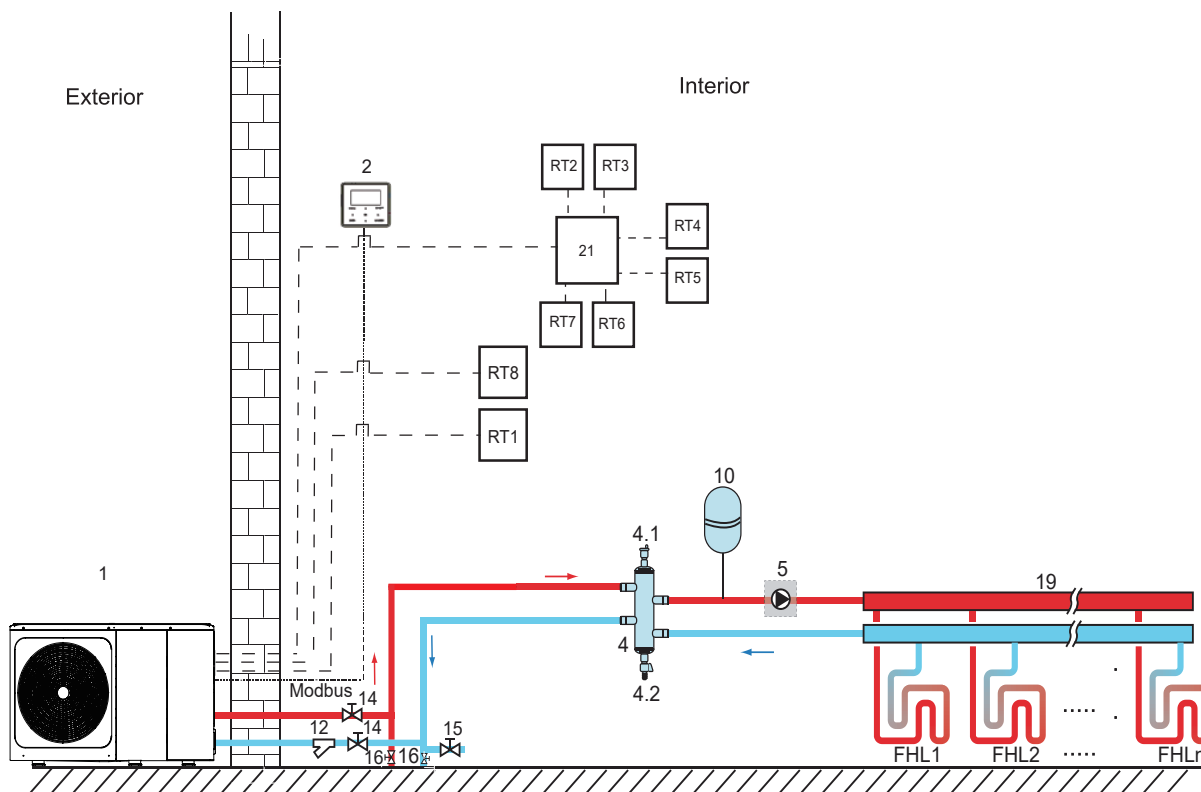 Exterior
Interior
2
RT2
RT3
RT4
21
RT5
RT7
RT6
RT8
RT1
10
4.1
5
19
1
4
4.2
Modbus
14
12
14
15
16
16
FHL1
FHL2
.....
.....
FHLn